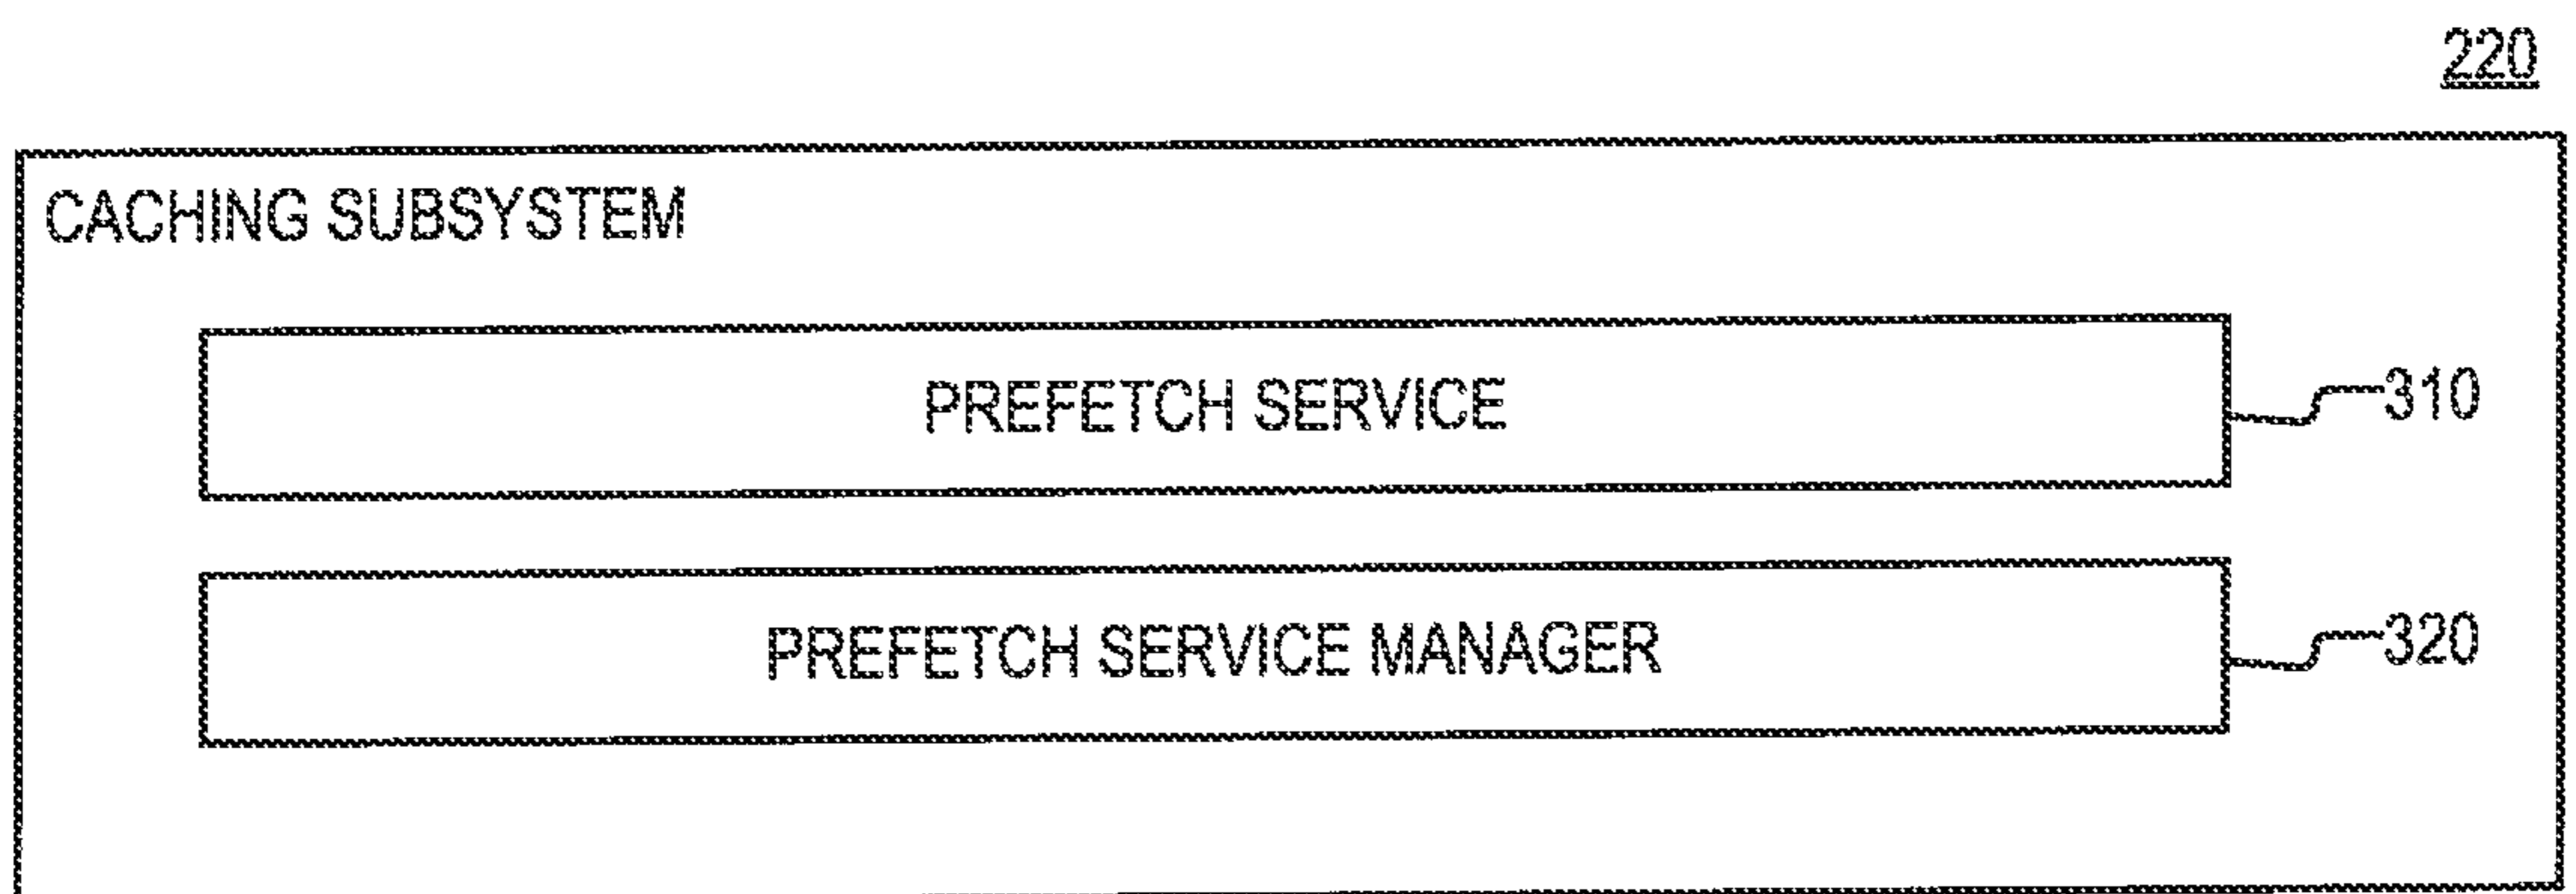 220
CACHING SUBSYSTEM
PREFETCH SERVICE
310
PREFETCH SERVICE MANAGER
320